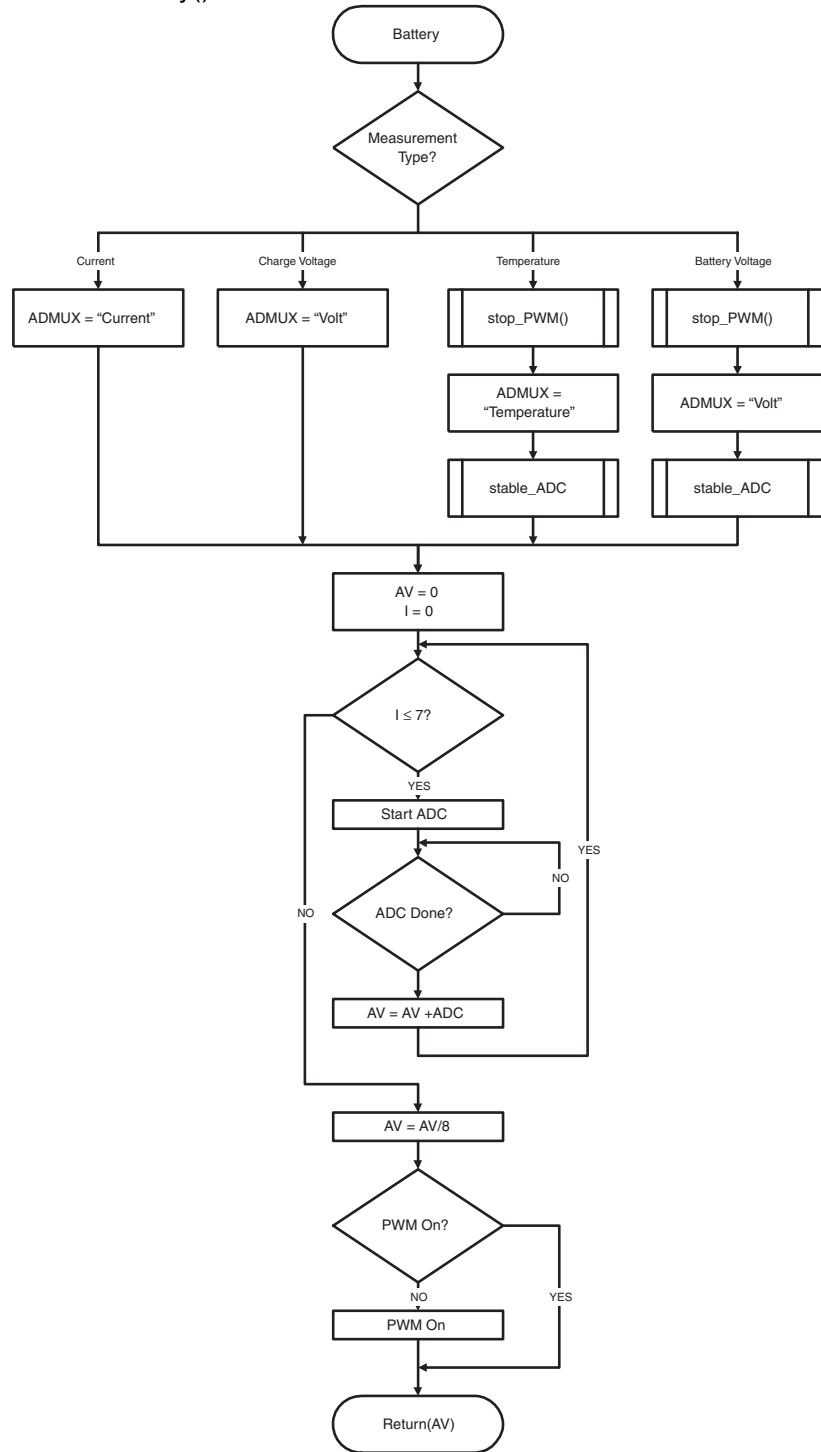 Battery
Measurement
Type?
Current
Charge Voltage
Temperature
Battery Voltage
ADMUX = “Current”
ADMUX = “Volt”
stop_PWM()
stop_PWM()
ADMUX =
“Temperature”
ADMUX = “Volt”
stable_ADC
stable_ADC
AV = 0
I = 0
I ≤ 7?
YES
Start ADC
YES
NO
ADC Done?
NO
AV = AV +ADC
AV = AV/8
PWM On?
NO
YES
PWM On
Return(AV)